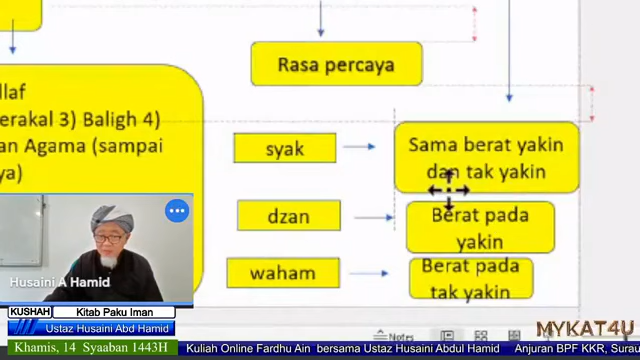 Rasa percaya
llaf
erakal 3) Baligh 4)
an Agama (sampai
ya)
syak
Sama berat yakin
dan tak yakin
dzan
Berat pada
yakin
waham
Berat pada
tak yakin
Husaini A Hamid
KUSHAH Kitab Paku Iman
Ustaz Husaini Abd Hamid
Notes
MYKAT4U
Khamis, 14 Syaaban 1443H Kuliah Online Fardhu Ain bersama Ustaz Husaini Abdul Hamid Anjuran BPF KKR, Surau